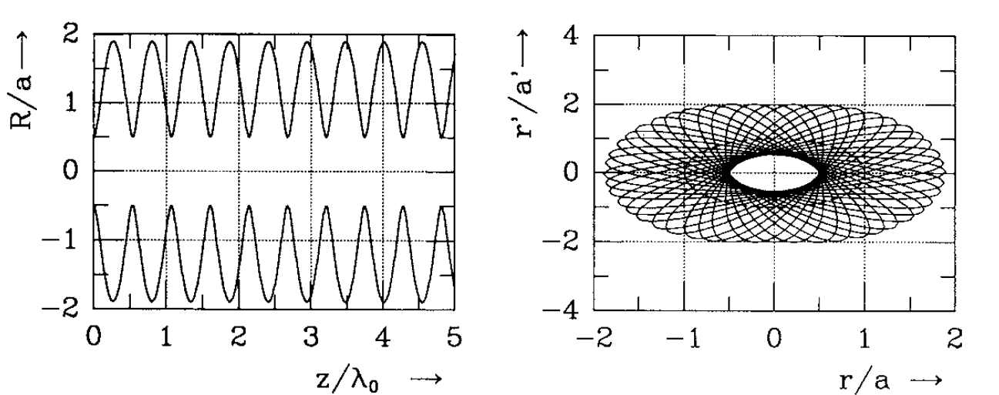 R/a→
2
1
0
−1
−2
0 1 2 3 4 5
z/λ₀ →
r'/a'→
4
2
0
−2
−4
−2 −1 0 1 2
r/a →